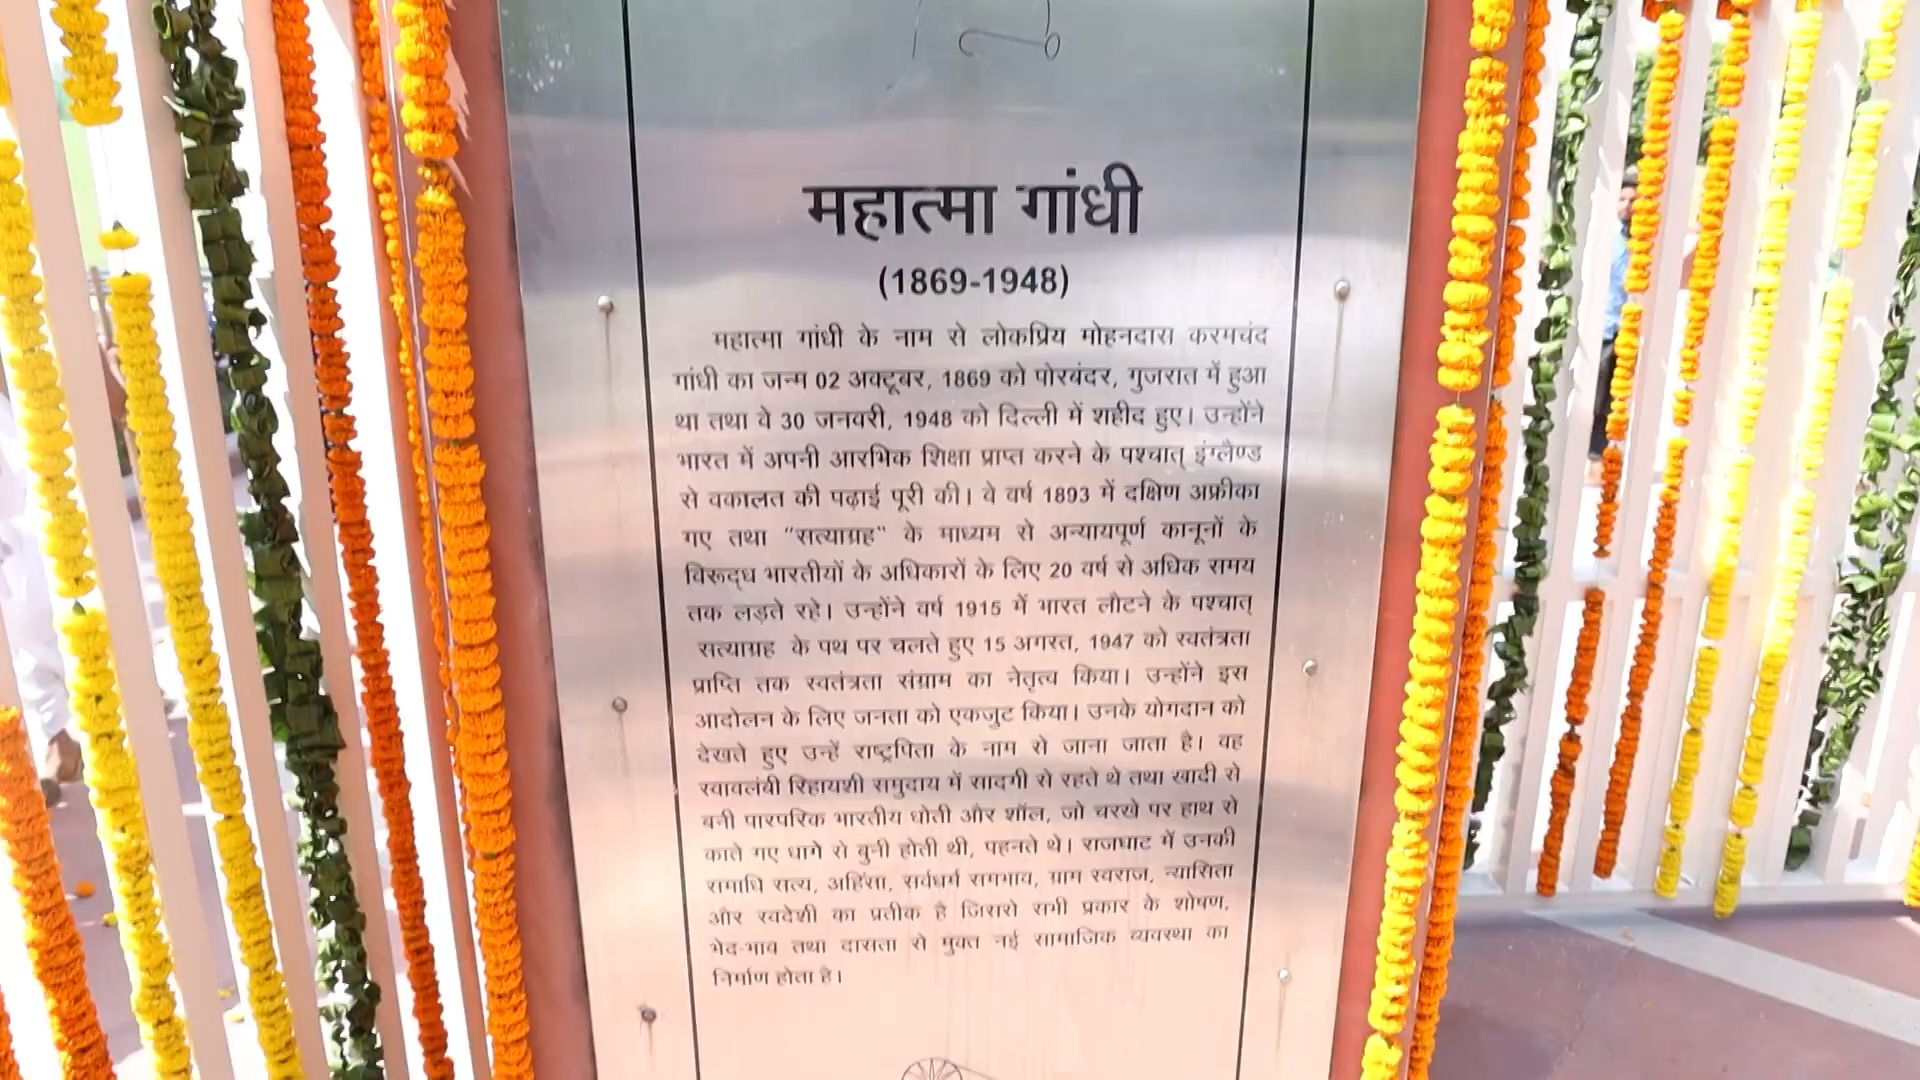 महात्मा गांधी
(1869-1948)
महात्मा गांधी के नाम से लोकप्रिय मोहनदास करमचंद
गांधी का जन्म 02 अक्टूबर, 1869 को पोरबंदर, गुजरात में हुआ
था तथा वे 30 जनवरी, 1948 को दिल्ली में शहीद हुए। उन्होंने
भारत में अपनी आरंभिक शिक्षा प्राप्त करने के पश्चात् इंग्लैण्ड
से वकालत की पढ़ाई पूरी की। वे वर्ष 1893 में दक्षिण अफ्रीका
गए तथा "सत्याग्रह" के माध्यम से अन्यायपूर्ण कानूनों के
विरूद्ध भारतीयों के अधिकारों के लिए 20 वर्ष से अधिक समय
तक लड़ते रहे। उन्होंने वर्ष 1915 में भारत लौटने के पश्चात्
सत्याग्रह के पथ पर चलते हुए 15 अगस्त, 1947 को स्वतंत्रता
प्राप्ति तक स्वतंत्रता संग्राम का नेतृत्व किया। उन्होंने इस
आंदोलन के लिए जनता को एकजुट किया। उनके योगदान को
देखते हुए उन्हें राष्ट्रपिता के नाम से जाना जाता है। वह
स्वावलंबी रिहायशी समुदाय में सादगी से रहते थे तथा खादी से
बनी पारंपरिक भारतीय धोती और शॉल, जो चरखे पर हाथ से
काते गए धागे से बुनी होती थी, पहनते थे। राजघाट में उनकी
समाधि सत्य, अहिंसा, सर्वधर्म समभाव, ग्राम स्वराज, न्यासिता
और स्वदेशी का प्रतीक है जिससे सभी प्रकार के शोषण,
भेद-भाव तथा दासता से मुक्त नई सामाजिक व्यवस्था का
निर्माण होता है।